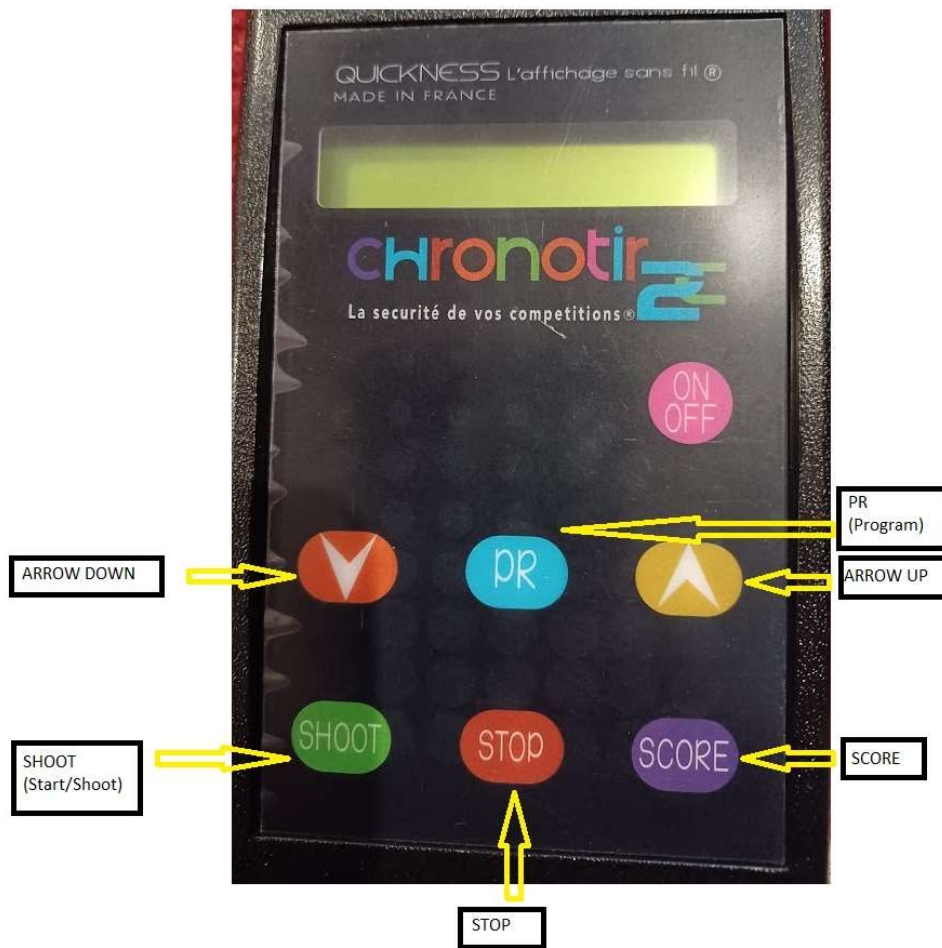 QUICKNESS L'affichage sans fil ®
MADE IN FRANCE
CHronotir 2E
La securité de vos competitions®
ON
OFF
PR
(Program)
ARROW DOWN
PR
ARROW UP
SHOOT
(Start/Shoot)
SHOOT
STOP
SCORE
SCORE
STOP